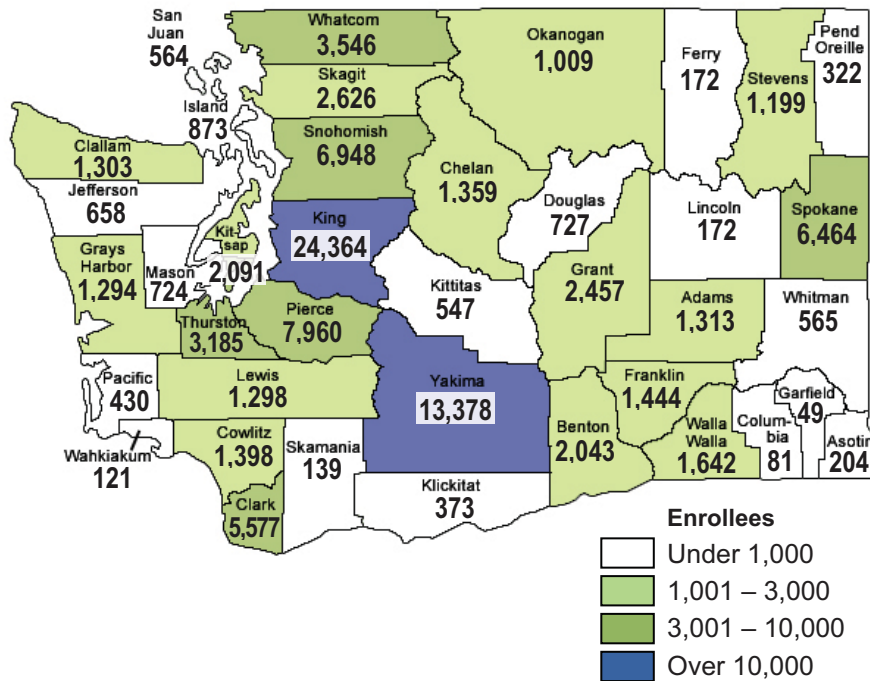 San
Juan
564
Whatcom
3,546
Okanogan
1,009
Ferry
172
Pend
Oreille
322
Skagit
2,626
Stevens
1,199
Island
873
Snohomish
6,948
Clallam
1,303
Chelan
1,359
Jefferson
658
Douglas
727
Lincoln
172
Spokane
6,464
Kit-
sap
2,091
King
24,364
Grays
Harbor
1,294
Mason
724
Kittitas
547
Grant
2,457
Adams
1,313
Whitman
565
Thurston
3,185
Pierce
7,960
Pacific
430
Lewis
1,298
Yakima
13,378
Franklin
1,444
Garfield
49
Benton
2,043
Walla
Walla
1,642
Colum-
bia
81
Asotin
204
Wahkiakum
121
Cowlitz
1,398
Skamania
139
Klickitat
373
Clark
5,577
Enrollees
Under 1,000
1,001 – 3,000
3,001 – 10,000
Over 10,000